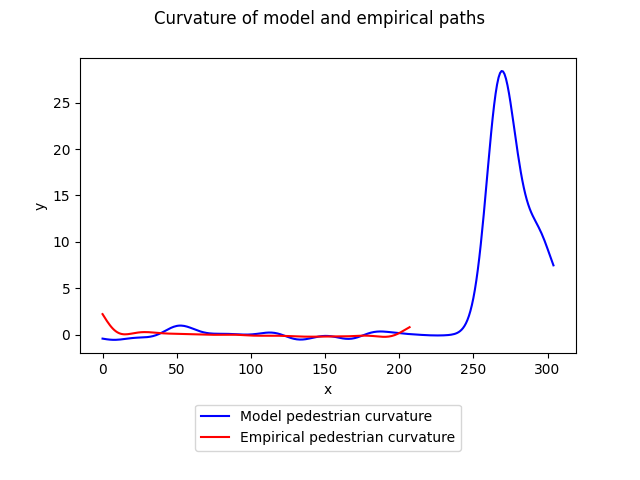 Curvature of model and empirical paths
25
20
15
10
5
0
y
0 50 100 150 200 250 300
x
Model pedestrian curvature
Empirical pedestrian curvature